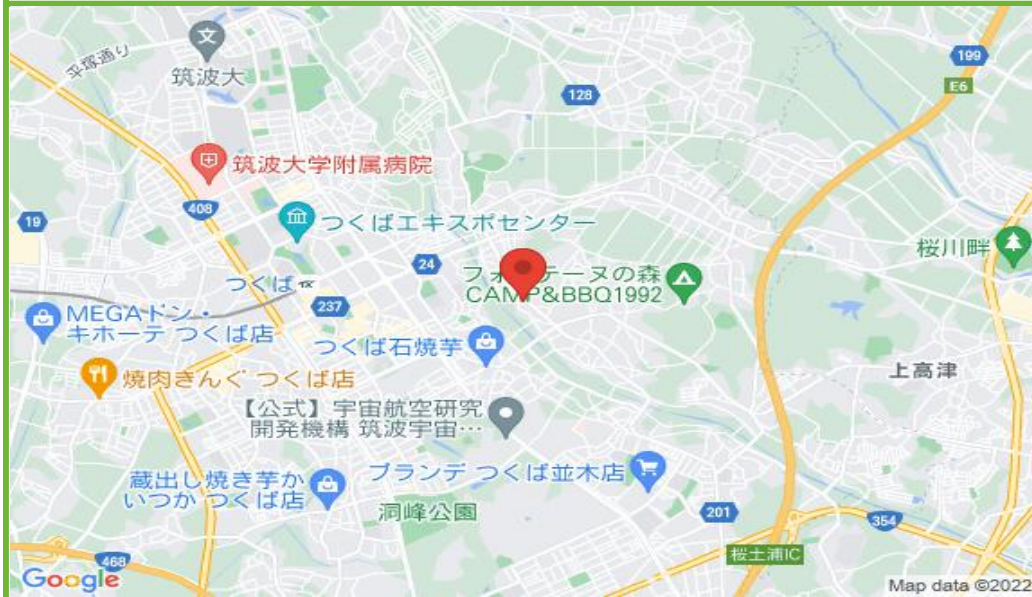 平塚通り
文
筑波大
199
E6
128
筑波大学附属病院
408
19
つくばエキスポセンター
桜川畔
24
つくば
237
フォ
テーヌの森
CAMP&BBQ1992
MEGAドン・
キホーテ つくば店
つくば石焼芋
上高津
焼肉きんぐ つくば店
【公式】宇宙航空研究
開発機構 筑波宇宙…
ブランデ つくば並木店
蔵出し焼き芋か
いつか つくば店
洞峰公園
201
354
桜土浦IC
468
Google
Map data ©2022